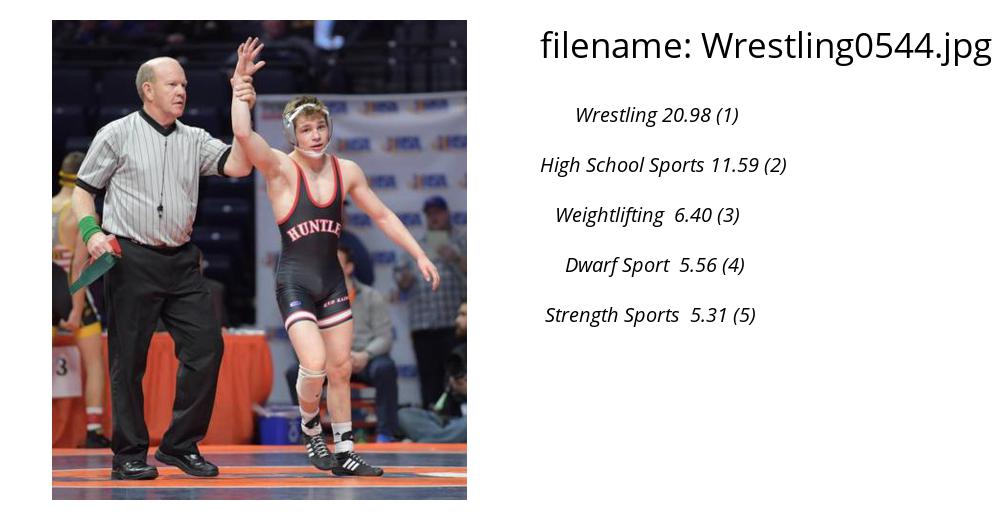 filename: Wrestling0544.jpg
Wrestling 20.98 (1)
High School Sports 11.59 (2)
Weightlifting 6.40 (3)
Dwarf Sport 5.56 (4)
Strength Sports 5.31 (5)
HUNTLE
3